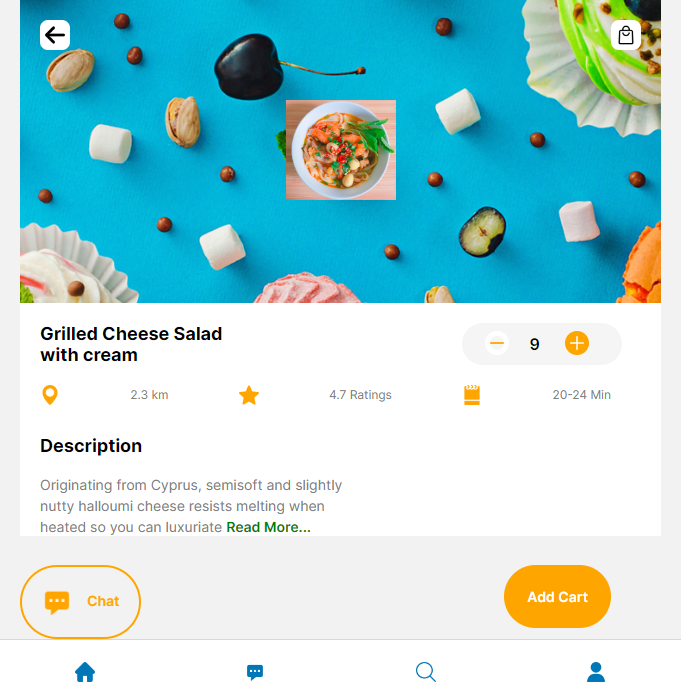 Grilled Cheese Salad
with cream
9
2.3 km
4.7 Ratings
20-24 Min
Description
Originating from Cyprus, semisoft and slightly
nutty halloumi cheese resists melting when
heated so you can luxuriate Read More...
Chat
Add Cart